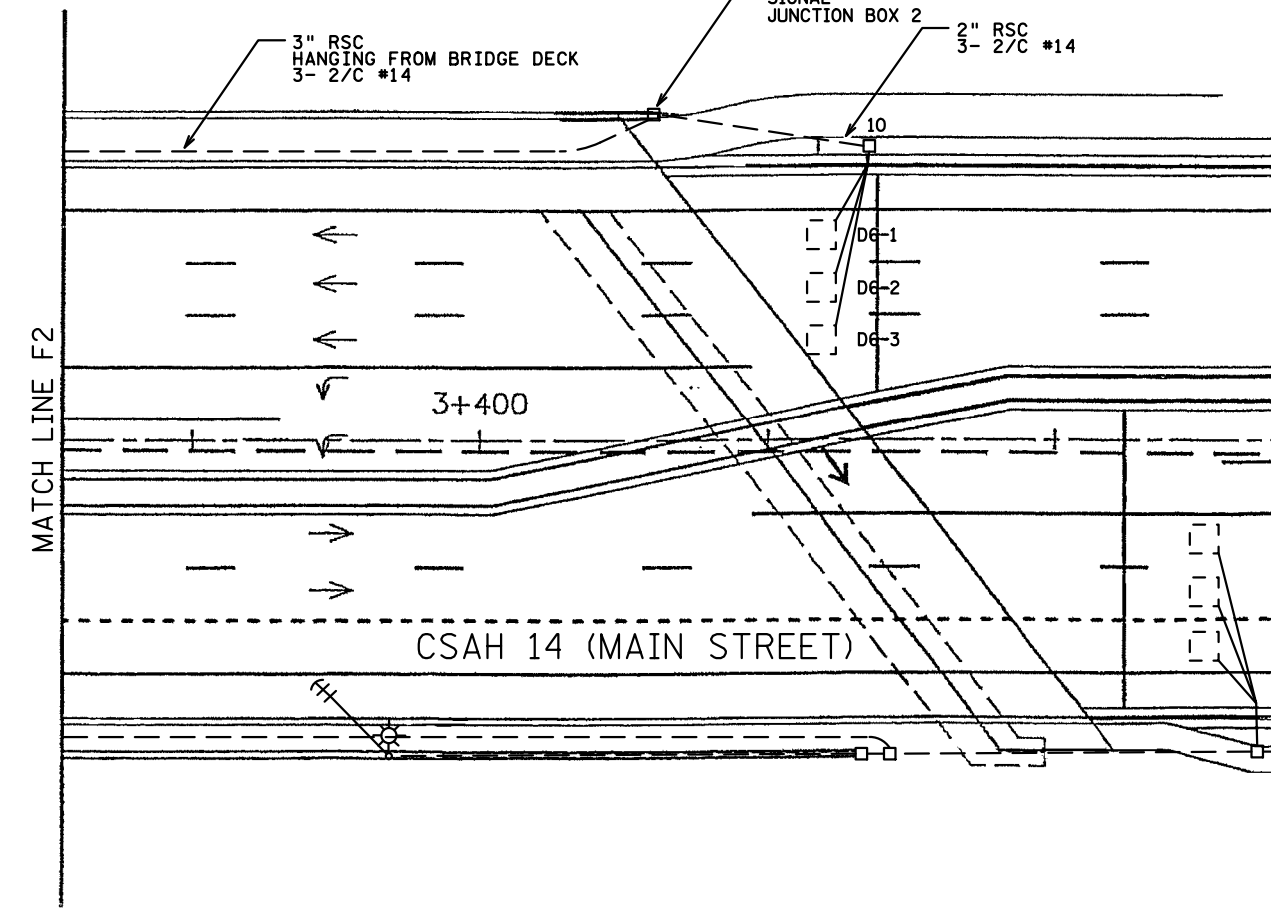 SIGNAL
JUNCTION BOX 2
3" RSC
HANGING FROM BRIDGE DECK
3- 2/C #14
2" RSC
3- 2/C #14
10
D6-1
D6-2
D6-3
MATCH LINE F2
3+400
CSAH 14 (MAIN STREET)